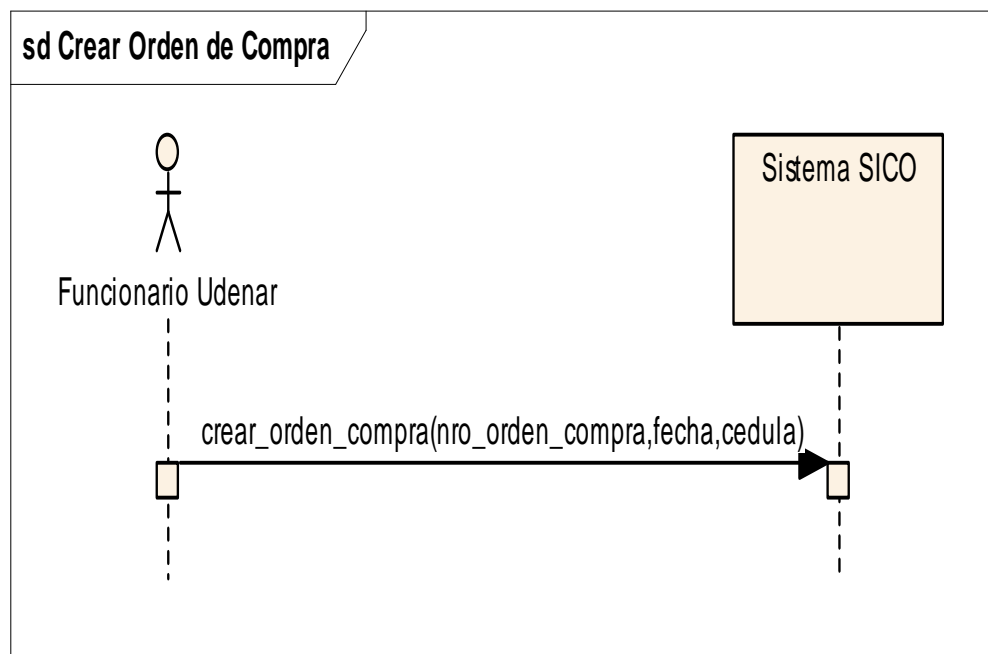 sd Crear Orden de Compra
Sistema SICO
Funcionario Udenar
crear_orden_compra(nro_orden_compra,fecha,cedula)